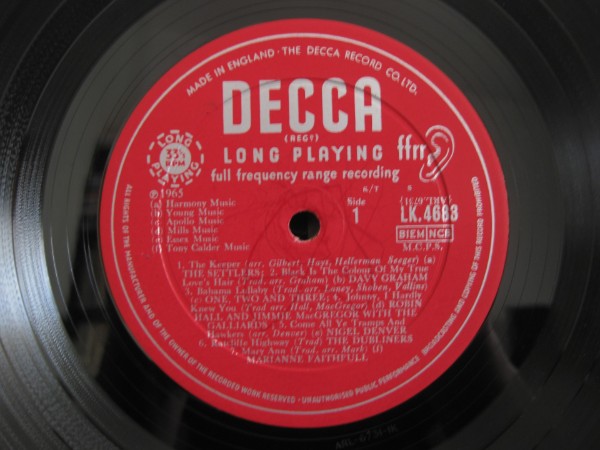 MADE IN ENGLAND · THE DECCA RECORD CO. LTD.
DECCA
(REGD)
LONG PLAYING
ffrr
full frequency range recording
LONG PLAYING
33⅓ RPM
K/T
℗ 1965
(a) Harmony Music
(b) Young Music
(c) Apollo Music
(d) Mills Music
(e) Essex Music
(f) Tony Calder Music
Side
1
LK.4683
BIEM NCB
M.C.P.S.
1. The Keeper (arr. Gilbert, Hays, Hellerman Seeger) (a)
THE SETTLERS; 2. Black Is The Colour Of My True
Love's Hair (Trad. arr. Graham) (b) DAVY GRAHAM
3. Bahama Lullaby (Trad. arr.
(c) ONE, TWO AND THREE; 4. Johnny, I Hardly
Knew You (Trad. arr Hall, MacGregor) (d) ROBIN
HALL AND JIMMIE MacGREGOR WITH THE
GALLIARDS; 5. Come All Ye Tramps And
Hawkers (arr. Denver) (e) NIGEL DENVER
6. Ratcliffe Highway (Trad) THE DUBLINERS
7. Mary Ann (Trad. arr. Mark) (f)
MARIANNE FAITHFULL
ALL RIGHTS OF THE MANUFACTURER AND OF THE OWNER OF THE RECORDED WORK RESERVED · UNAUTHORISED PUBLIC PERFORMANCE BROADCASTING AND COPYING OF THIS RECORD PROHIBITED